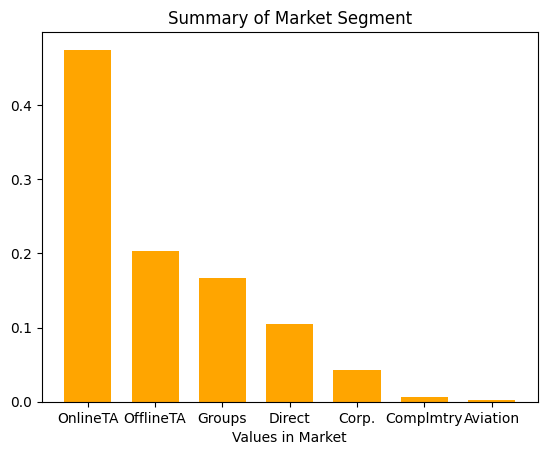 Summary of Market Segment
0.4
0.3
0.2
0.1
0.0
OnlineTA OfflineTA Groups Direct Corp. Complmtry Aviation
Values in Market